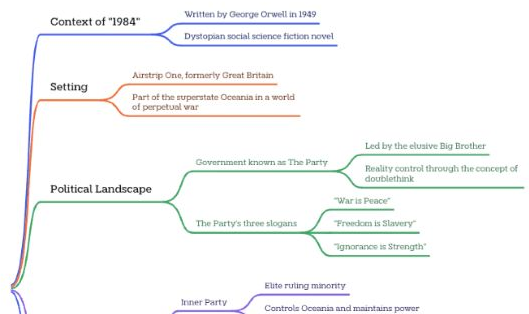 Context of "1984"
Written by George Orwell in 1949
Dystopian social science fiction novel
Setting
Airstrip One, formerly Great Britain
Part of the superstate Oceania in a world
of perpetual war
Political Landscape
Government known as The Party
Led by the elusive Big Brother
Reality control through the concept of
doublethink
The Party's three slogans
"War is Peace"
"Freedom is Slavery"
"Ignorance is Strength"
Inner Party
Elite ruling minority
Controls Oceania and maintains power